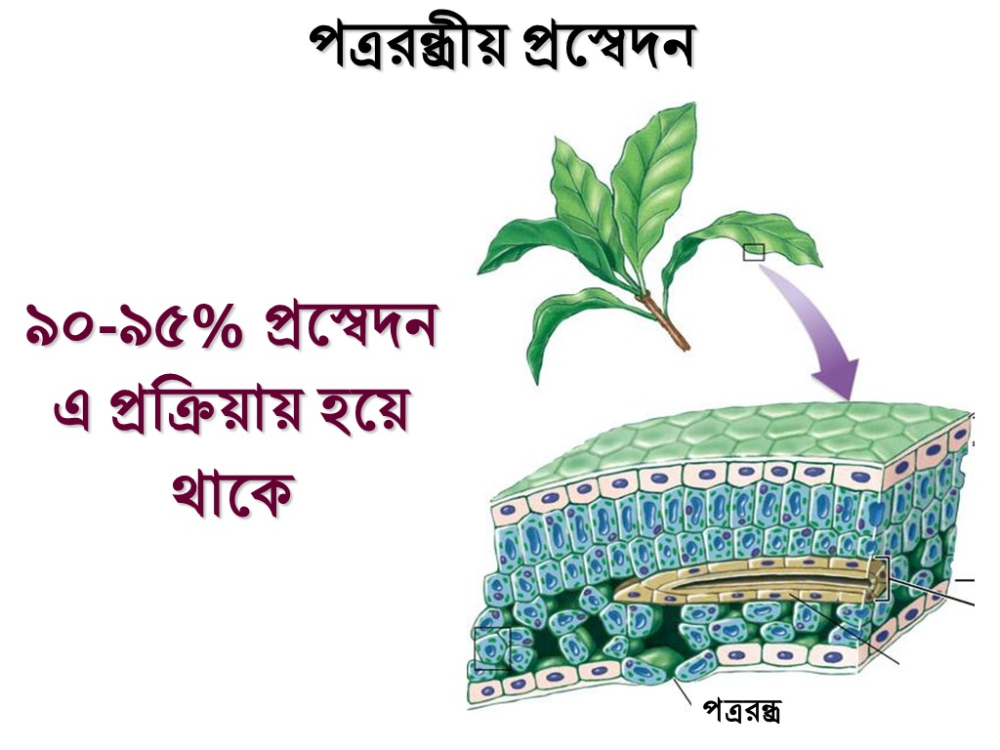 পত্ররন্ধ্রীয় প্রস্বেদন
৯০-৯৫% প্রস্বেদন
এ প্রক্রিয়ায় হয়ে
থাকে
পত্ররন্ধ্র